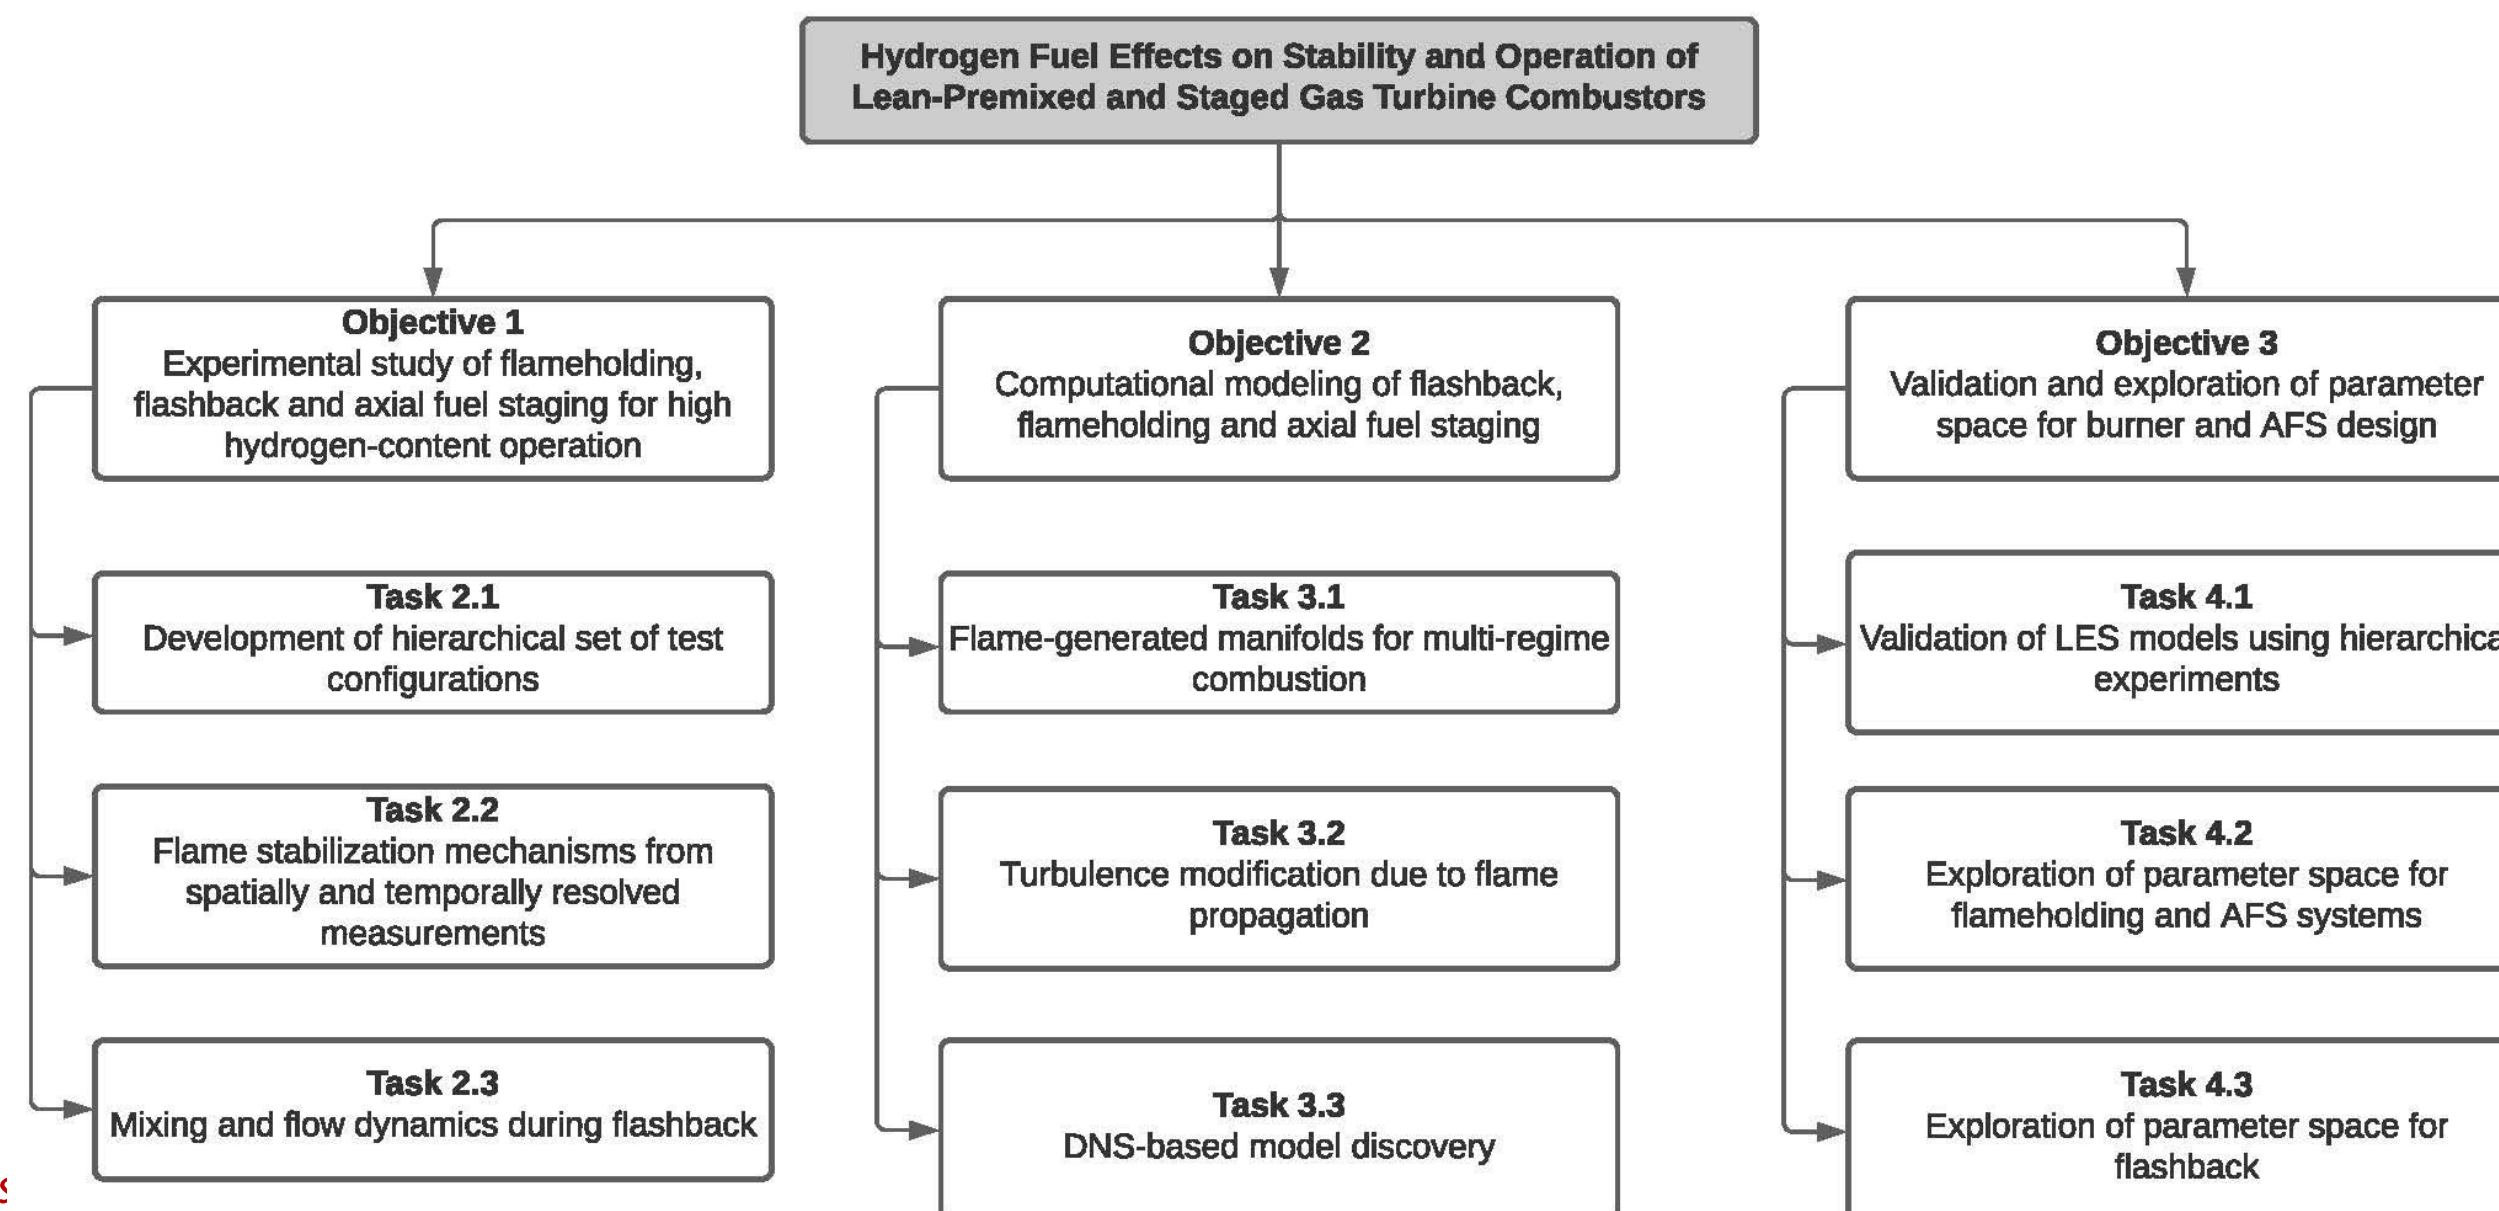 Hydrogen Fuel Effects on Stability and Operation of
Lean-Premixed and Staged Gas Turbine Combustors
Objective 1
Experimental study of flameholding,
flashback and axial fuel staging for high
hydrogen-content operation
Task 2.1
Development of hierarchical set of test
configurations
Task 2.2
Flame stabilization mechanisms from
spatially and temporally resolved
measurements
Task 2.3
Mixing and flow dynamics during flashback
Objective 2
Computational modeling of flashback,
flameholding and axial fuel staging
Task 3.1
Flame-generated manifolds for multi-regime
combustion
Task 3.2
Turbulence modification due to flame
propagation
Task 3.3
DNS-based model discovery
Objective 3
Validation and exploration of parameter
space for burner and AFS design
Task 4.1
Validation of LES models using hierarchica
experiments
Task 4.2
Exploration of parameter space for
flameholding and AFS systems
Task 4.3
Exploration of parameter space for
flashback